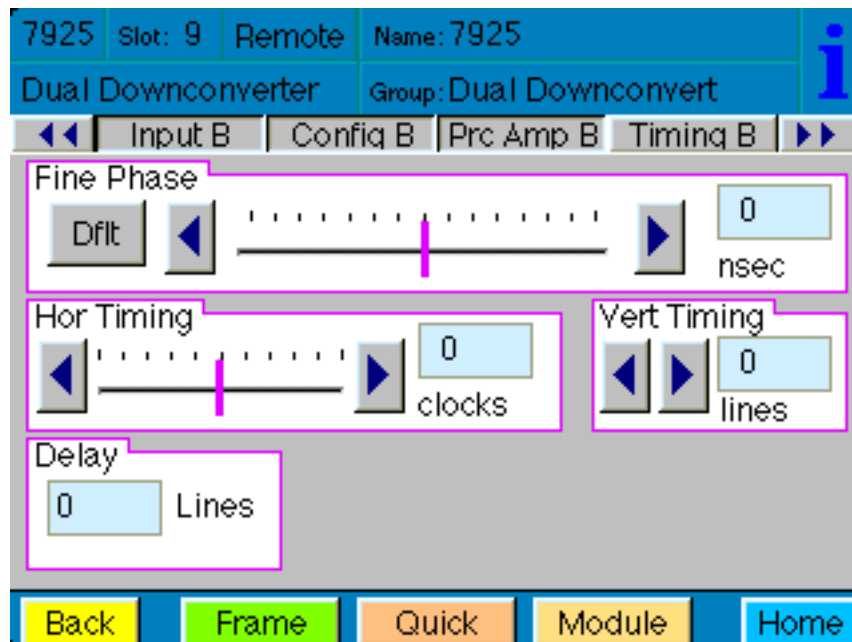 7925 Slot: 9 Remote Name: 7925
Dual Downconverter Group: Dual Downconvert
i
Input B Config B Prc Amp B Timing B
Fine Phase
Dflt
0
nsec
Hor Timing
0
clocks
Vert Timing
0
lines
Delay
0 Lines
Back Frame Quick Module Home